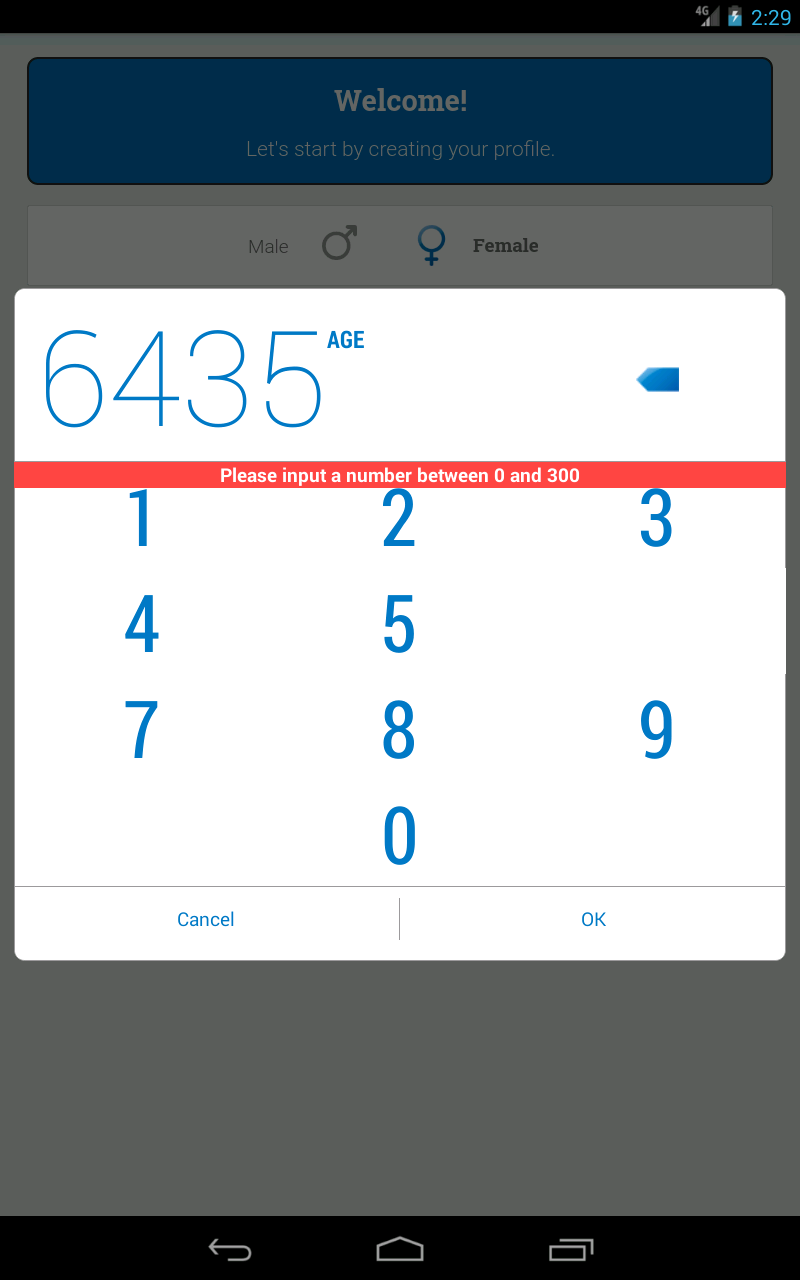 4G 2:29
Welcome!
Let's start by creating your profile.
Male Female
6435 AGE
Please input a number between 0 and 300
1 2 3
4 5
7 8 9
0
Cancel OK